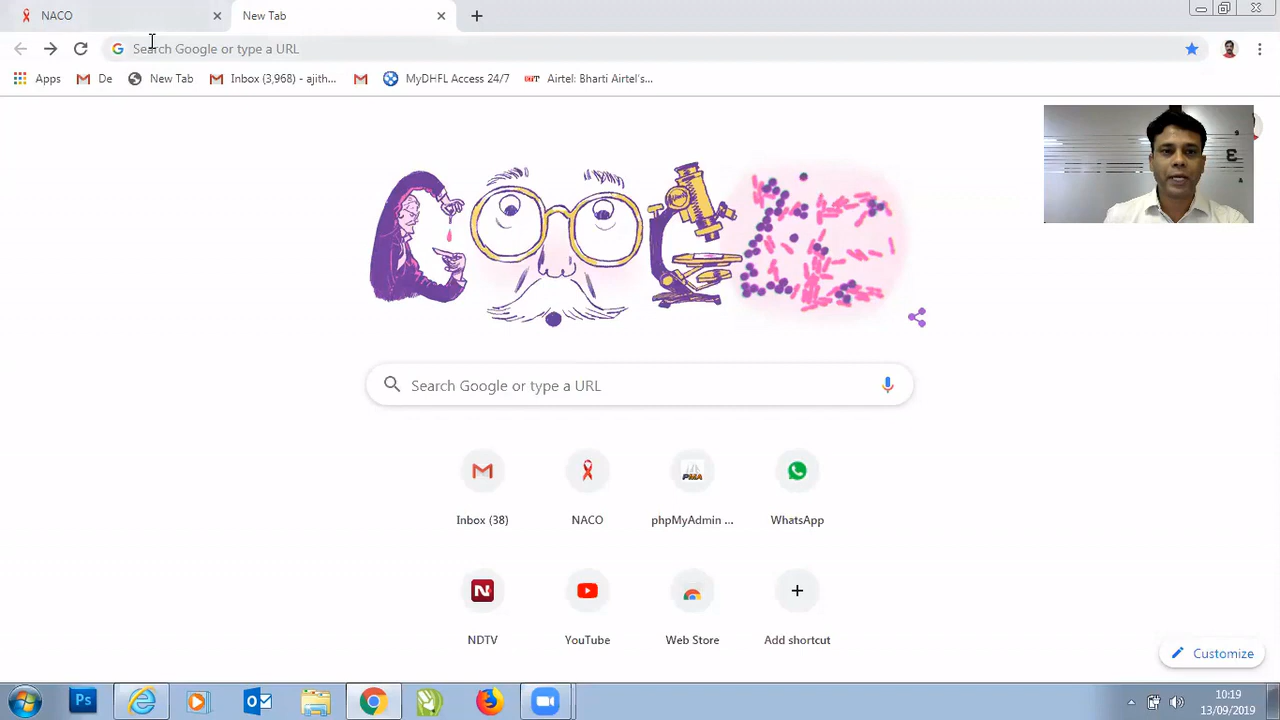 NACO
New Tab
Search Google or type a URL
Apps
De
New Tab
Inbox (3,968) - ajith...
MyDHFL Access 24/7
Airtel: Bharti Airtel's...
Search Google or type a URL
Inbox (38)
NACO
phpMyAdmin ...
WhatsApp
NDTV
YouTube
Web Store
Add shortcut
Customize
Ps
10:19
13/09/2019